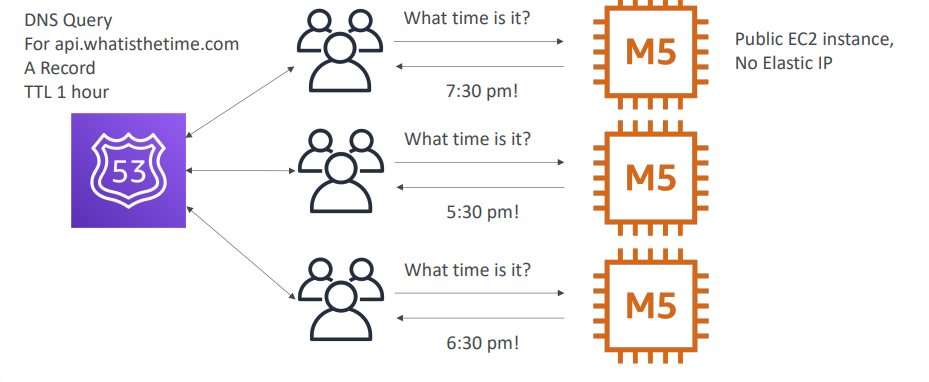 DNS Query
For api.whatisthetime.com
A Record
TTL 1 hour
53
What time is it?
7:30 pm!
M5
Public EC2 instance,
No Elastic IP
What time is it?
5:30 pm!
M5
What time is it?
6:30 pm!
M5